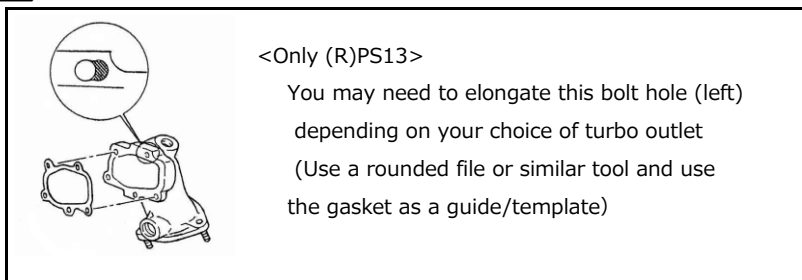 <Only (R)PS13>
You may need to elongate this bolt hole (left)
depending on your choice of turbo outlet
(Use a rounded file or similar tool and use
the gasket as a guide/template)